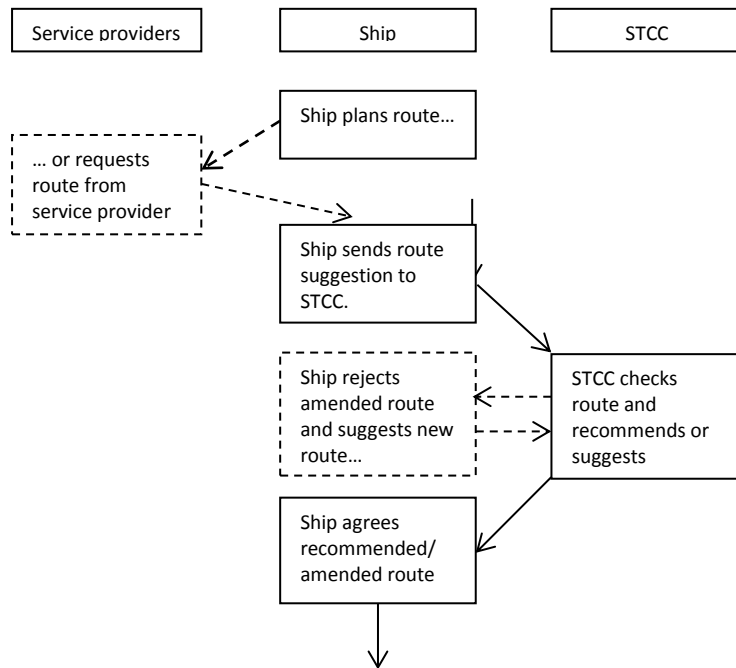 Service providers
Ship
STCC
Ship plans route…
… or requests
route from
service provider
Ship sends route
suggestion to
STCC.
Ship rejects
amended route
and suggests new
route…
STCC checks
route and
recommends or
suggests
Ship agrees
recommended/
amended route